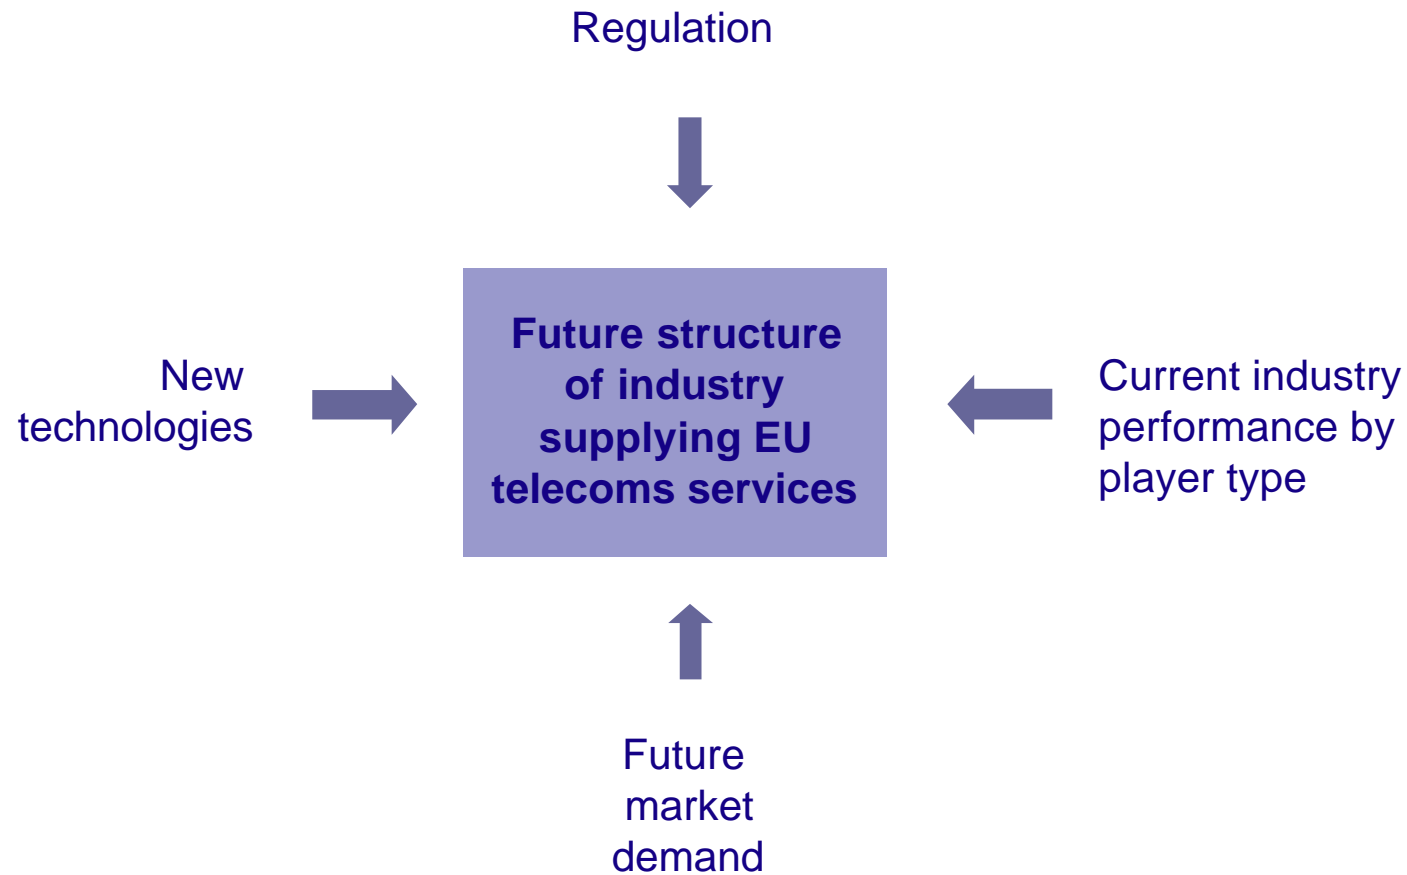 Regulation
Future structure
of industry
supplying EU
telecoms services
New
technologies
Current industry
performance by
player type
Future
market
demand